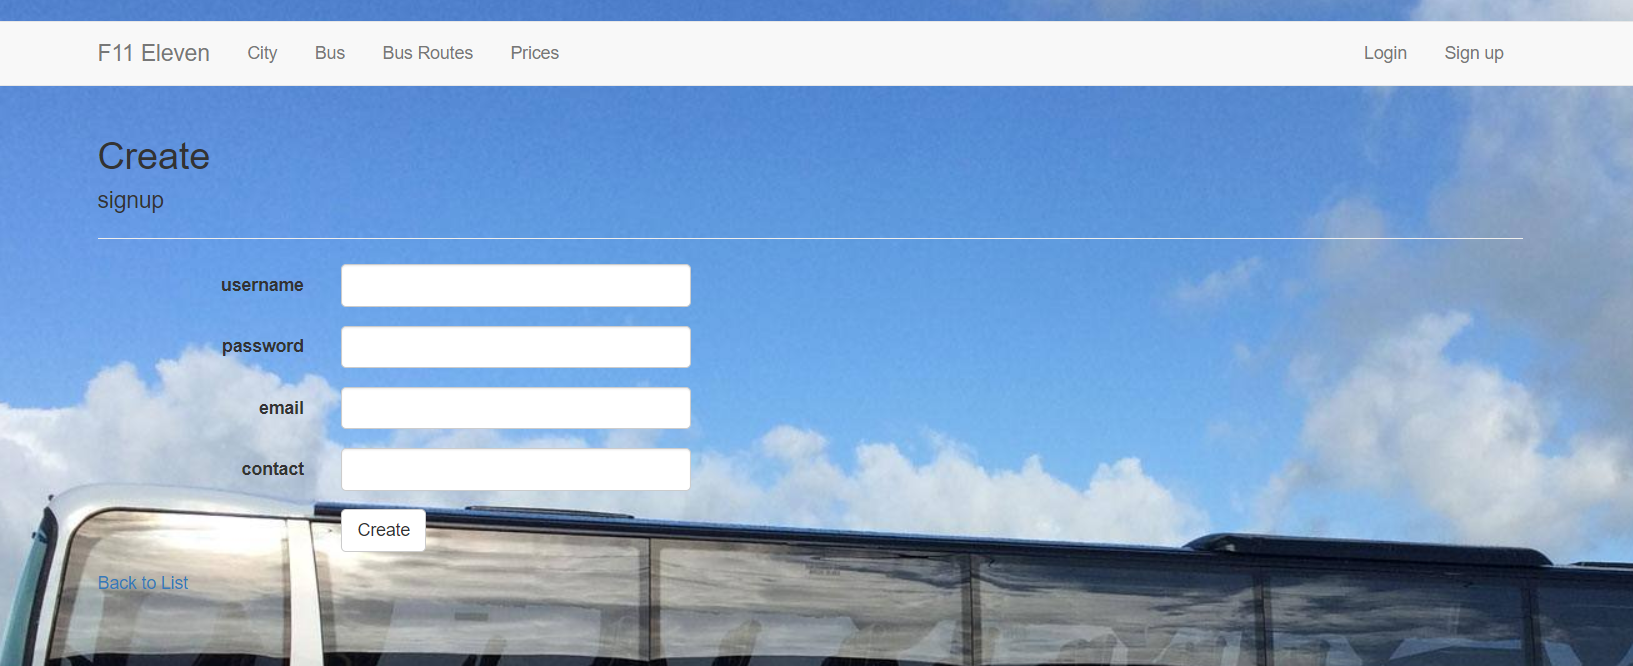 F11 Eleven City Bus Bus Routes Prices Login Sign up
Create
signup
username
password
email
contact
Create
Back to List